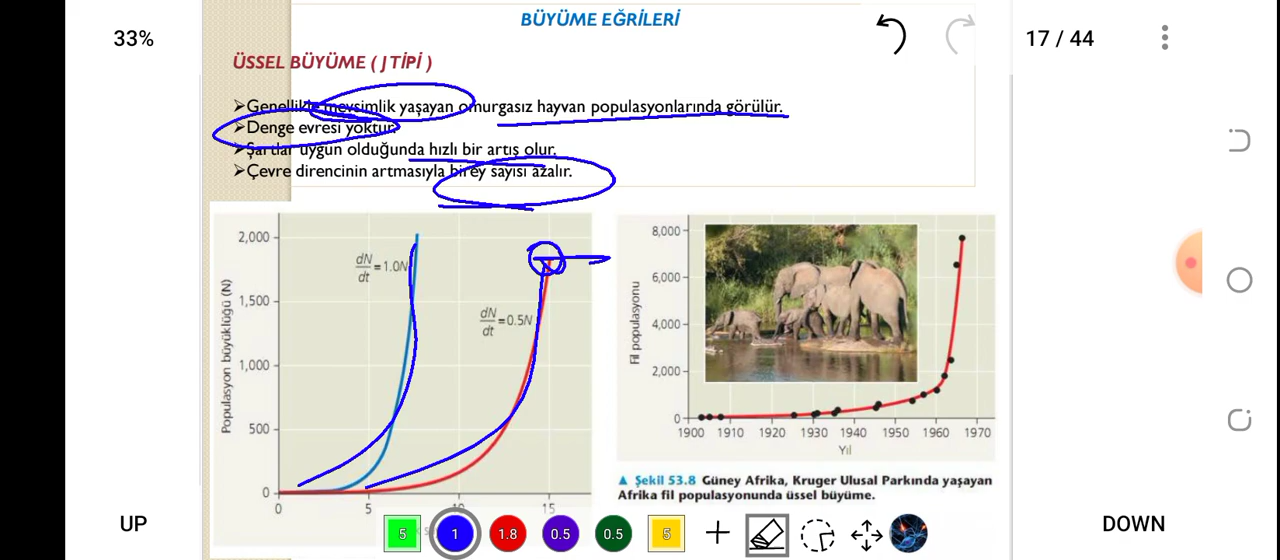 BÜYÜME EĞRİLERİ
33%
17 / 44
ÜSSEL BÜYÜME ( J TİPİ )
➢Genellikle mevsimlik yaşayan omurgasız hayvan populasyonlarında görülür.
➢Denge evresi yoktur.
➢Şartlar uygun olduğunda hızlı bir artış olur.
➢Çevre direncinin artmasıyla birey sayısı azalır.
Populasyon büyüklüğü (N)
2,000
1,500
1,000
500
0
dN/dt = 1.0N
dN/dt = 0.5N
0 5 10 15
Fil populasyonu
8,000
6,000
4,000
2,000
0
1900 1910 1920 1930 1940 1950 1960 1970
Yıl
▲ Şekil 53.8 Güney Afrika, Kruger Ulusal Parkında yaşayan
Afrika fil populasyonunda üssel büyüme.
UP
5 1 1.8 0.5 0.5 5
DOWN